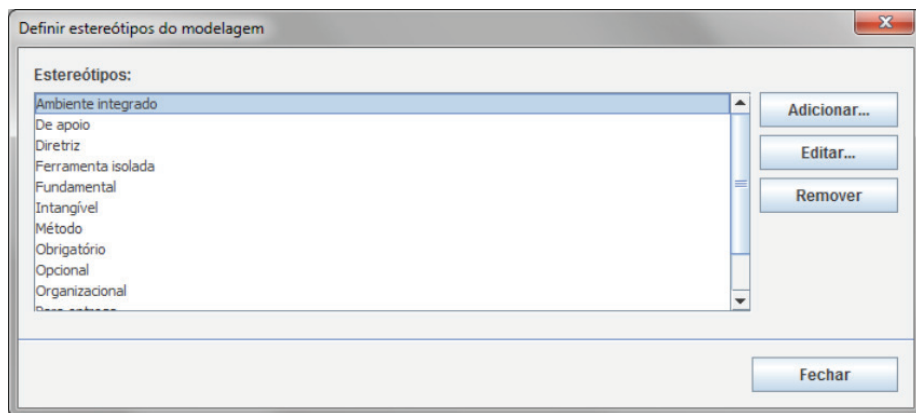 Definir estereótipos do modelagem
Estereótipos:
Ambiente integrado
De apoio
Diretriz
Ferramenta isolada
Fundamental
Intangível
Método
Obrigatório
Opcional
Organizacional
Adicionar...
Editar...
Remover
Fechar